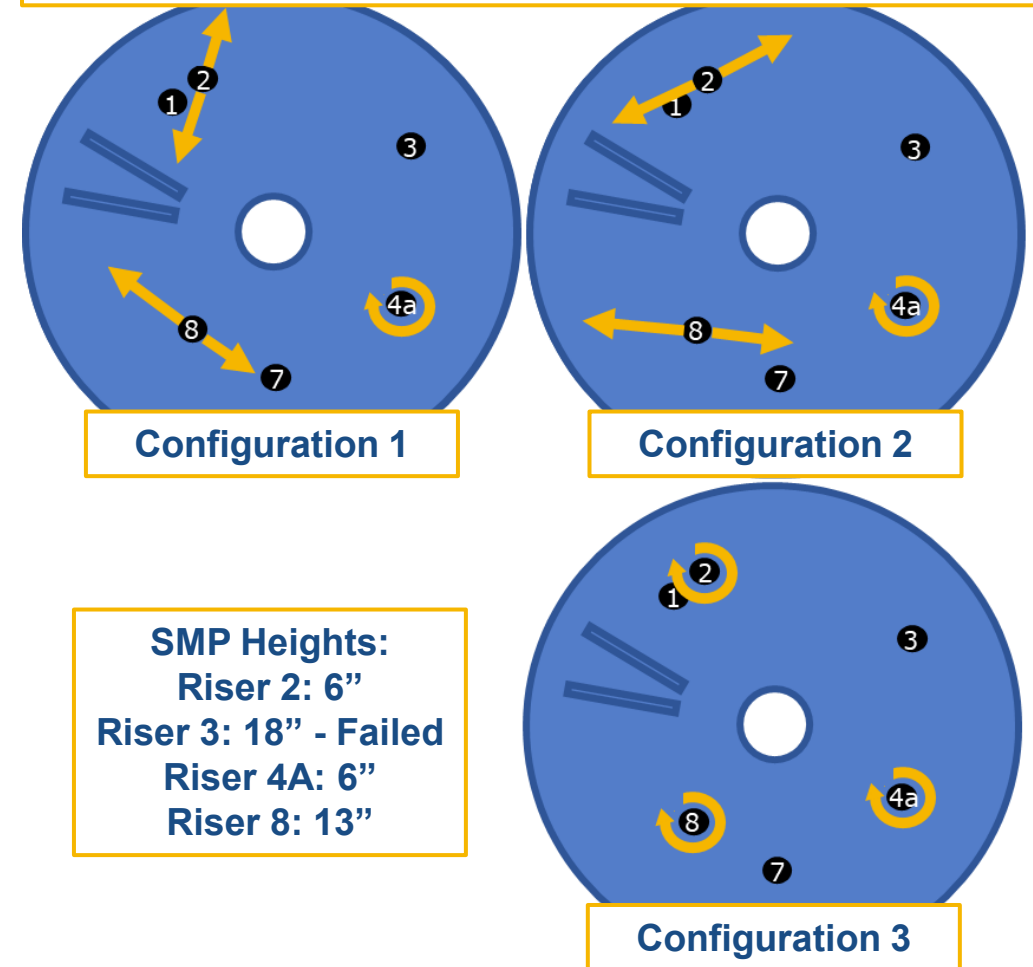 2
1
3
4a
8
7
Configuration 1
2
1
3
4a
8
7
Configuration 2
SMP Heights:
Riser 2: 6”
Riser 3: 18” - Failed
Riser 4A: 6”
Riser 8: 13”
2
1
3
4a
8
7
Configuration 3